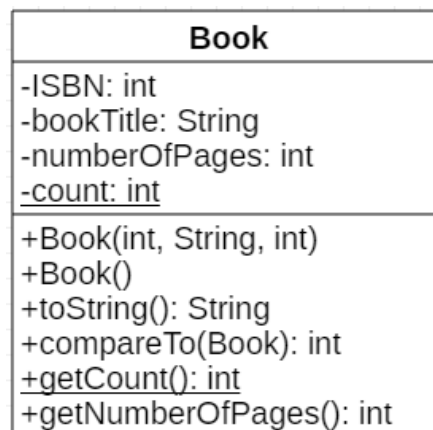 Book
-ISBN: int
-bookTitle: String
-numberOfPages: int
-count: int
+Book(int, String, int)
+Book()
+toString(): String
+compareTo(Book): int
+getCount(): int
+getNumberOfPages(): int